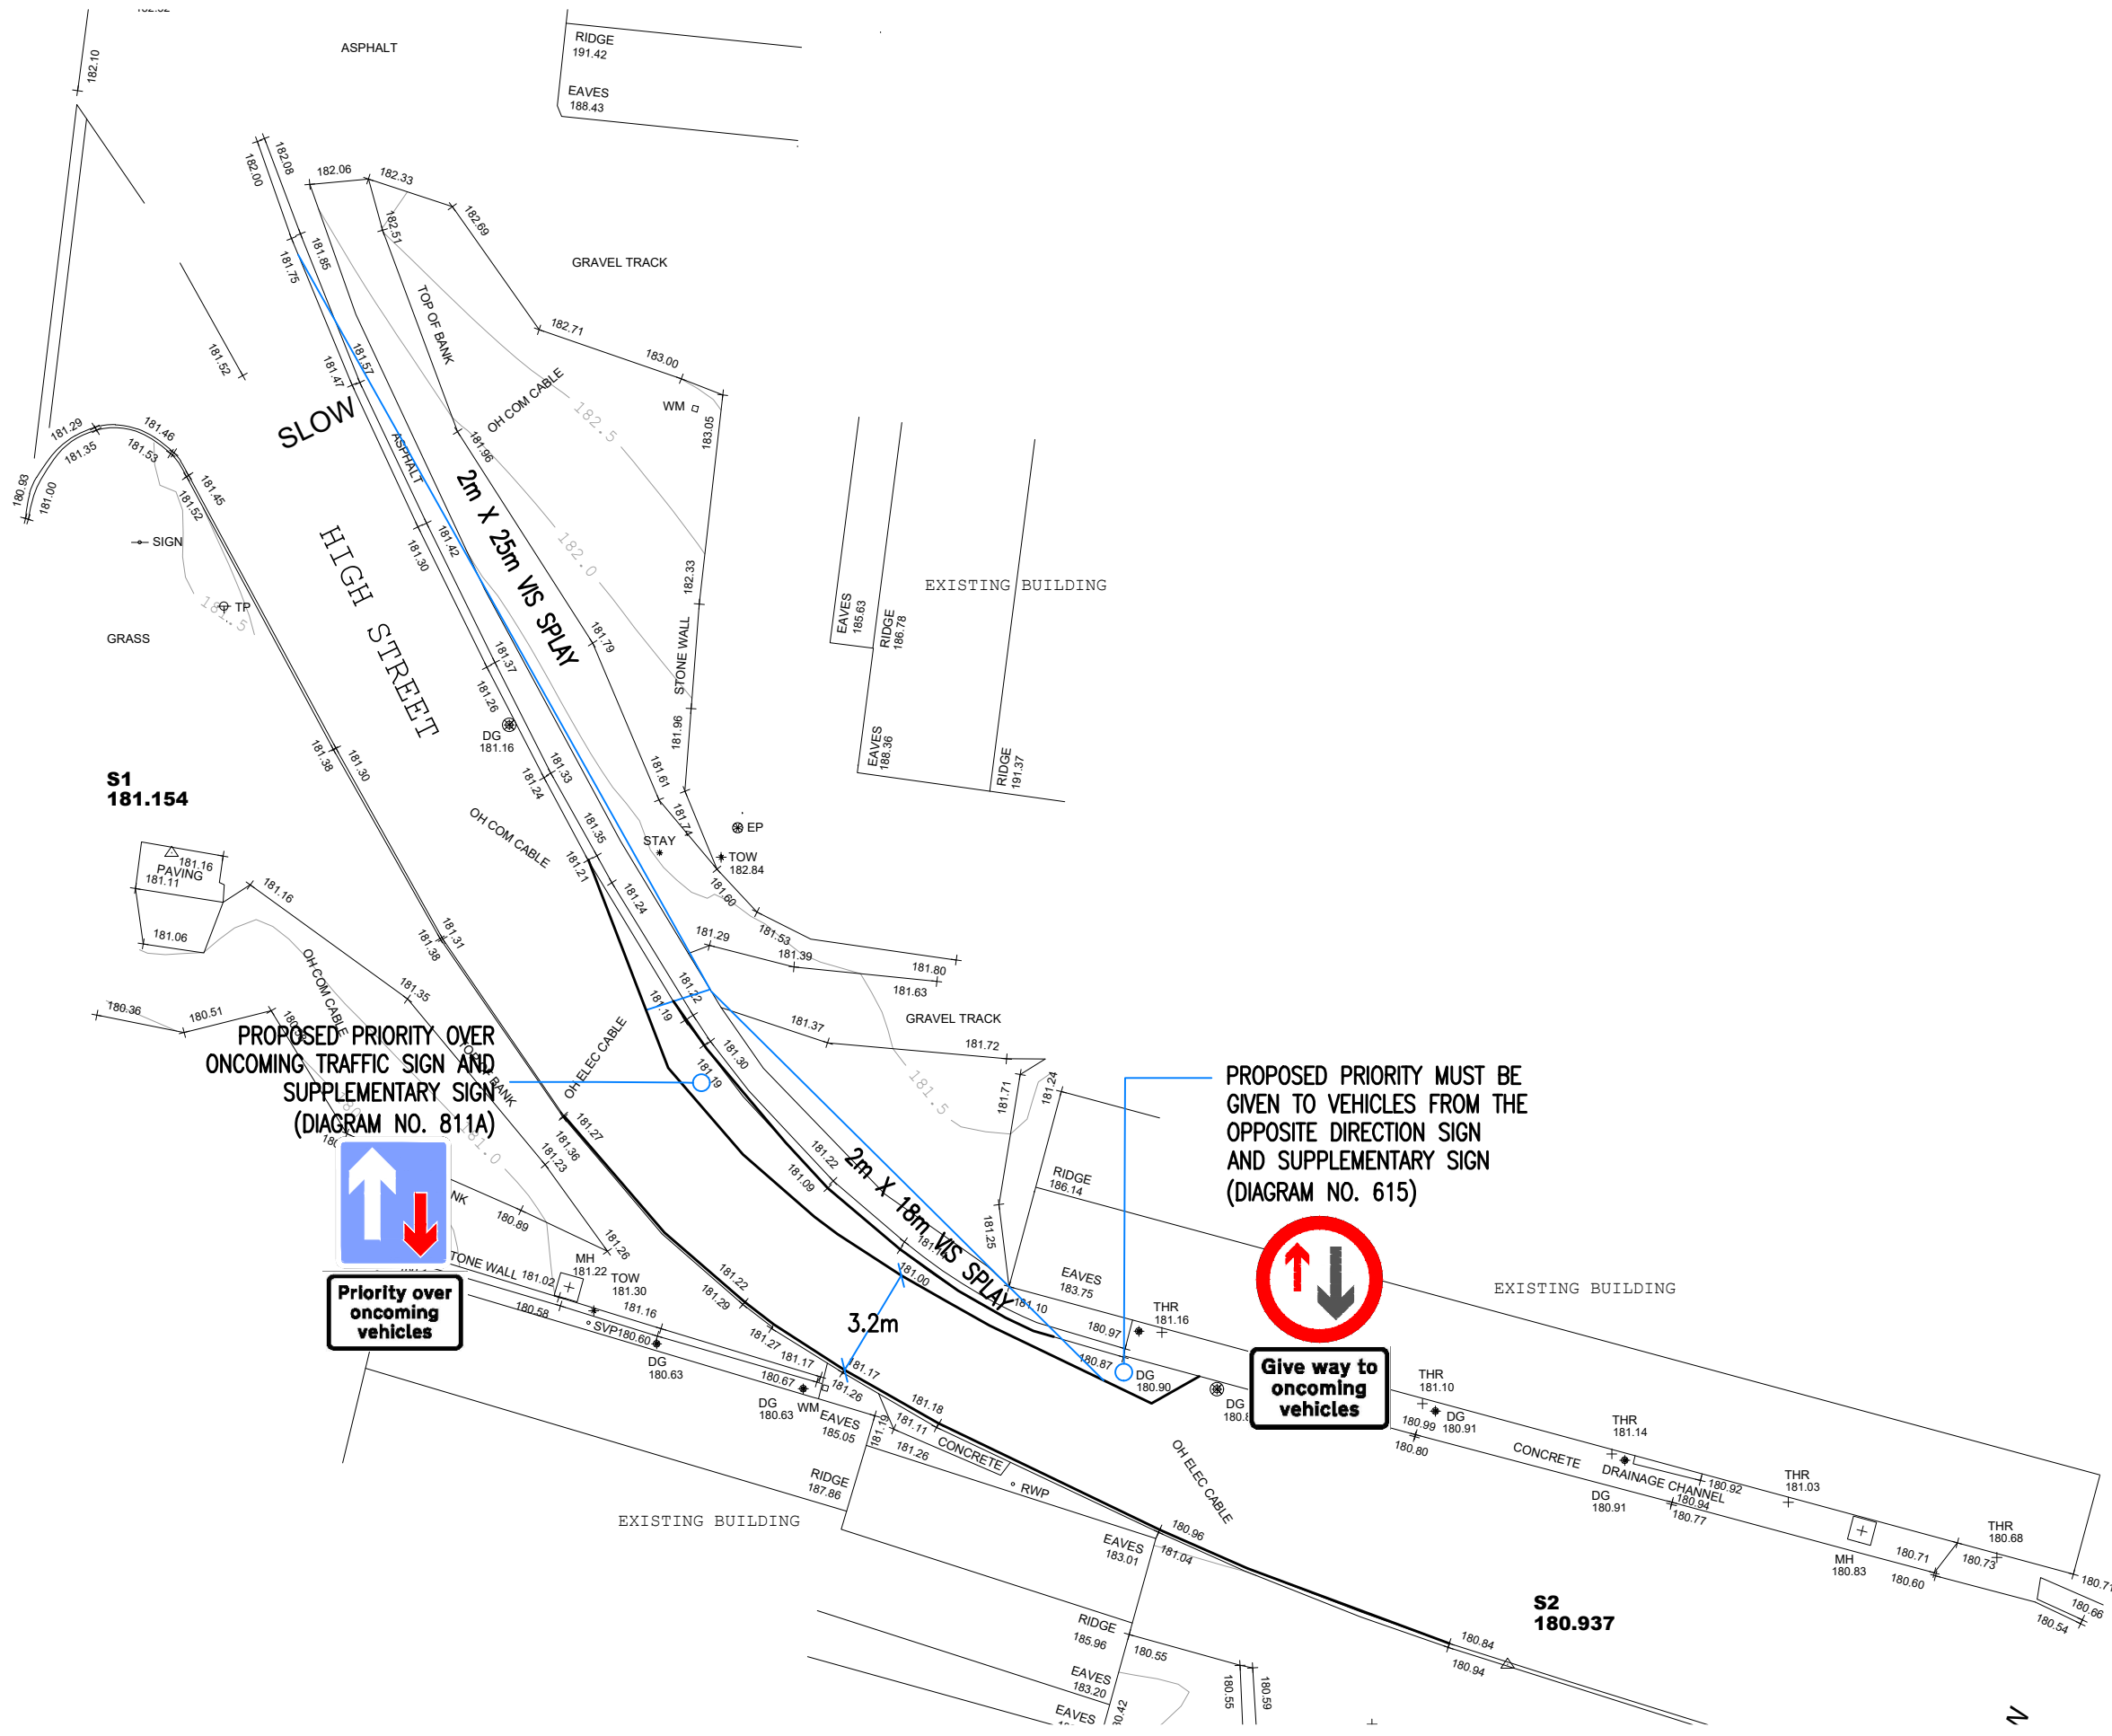 182.10
ASPHALT
RIDGE
191.42
EAVES
188.43
182.08
182.00
182.06
182.33
182.69
182.51
181.85
181.75
GRAVEL TRACK
TOP OF BANK
182.71
183.00
181.52
181.57
181.47
SLOW
WM
183.05
OH COM CABLE
182.5
181.29
181.35
181.46
181.53
181.45
181.52
180.93
181.00
ASPHALT
181.96
SIGN
181.42
181.30
2m X 25m VIS SPLAY
182.0
182.33
HIGH STREET
EXISTING BUILDING
EAVES
185.63
RIDGE
186.78
TP
181.5
GRASS
181.79
STONE WALL
181.37
181.26
181.96
DG
181.16
EAVES
188.36
RIDGE
191.37
181.38
181.30
S1
181.154
181.61
181.33
181.24
181.74
EP
OH COM CABLE
181.35
STAY
TOW
182.84
181.21
181.16
PAVING
181.11
181.16
181.24
181.60
181.06
181.31
181.38
181.29
181.53
181.39
181.80
181.63
OH COM CABLE
181.35
181.22
181.19
180.36
180.51
GRAVEL TRACK
181.37
181.72
PROPOSED PRIORITY OVER
ONCOMING TRAFFIC SIGN AND
SUPPLEMENTARY SIGN
(DIAGRAM NO. 811A)
OH ELEC CABLE
181.30
181.19
181.5
181.71
181.24
PROPOSED PRIORITY MUST BE
GIVEN TO VEHICLES FROM THE
OPPOSITE DIRECTION SIGN
AND SUPPLEMENTARY SIGN
(DIAGRAM NO. 615)
181.0
181.27
181.36
181.23
181.22
181.09
2m X 18m VIS SPLAY
RIDGE
186.14
180.89
181.26
181.25
MH
181.22
TONE WALL
181.02
TOW
181.30
181.00
EAVES
183.75
EXISTING BUILDING
181.22
181.29
Priority over
oncoming
vehicles
180.58
SVP
180.60
181.16
3.2m
181.10
THR
181.16
180.97
181.27
DG
180.63
181.17
181.17
180.87
DG
180.90
Give way to
oncoming
vehicles
180.67
181.26
DG
180.63
WM
EAVES
185.05
181.19
181.11
181.18
DG
THR
181.10
DG
180.91
180.99
180.80
181.26
CONCRETE
RWP
OH ELEC CABLE
THR
181.14
CONCRETE
DRAINAGE CHANNEL
180.92
THR
181.03
RIDGE
187.86
DG
180.91
180.94
180.77
EXISTING BUILDING
180.96
181.04
EAVES
183.01
THR
180.68
MH
180.83
180.71
180.73
180.60
S2
180.937
180.66
180.54
RIDGE
185.96
180.55
180.84
180.94
EAVES
183.20
180.55
180.59
EAVES
N